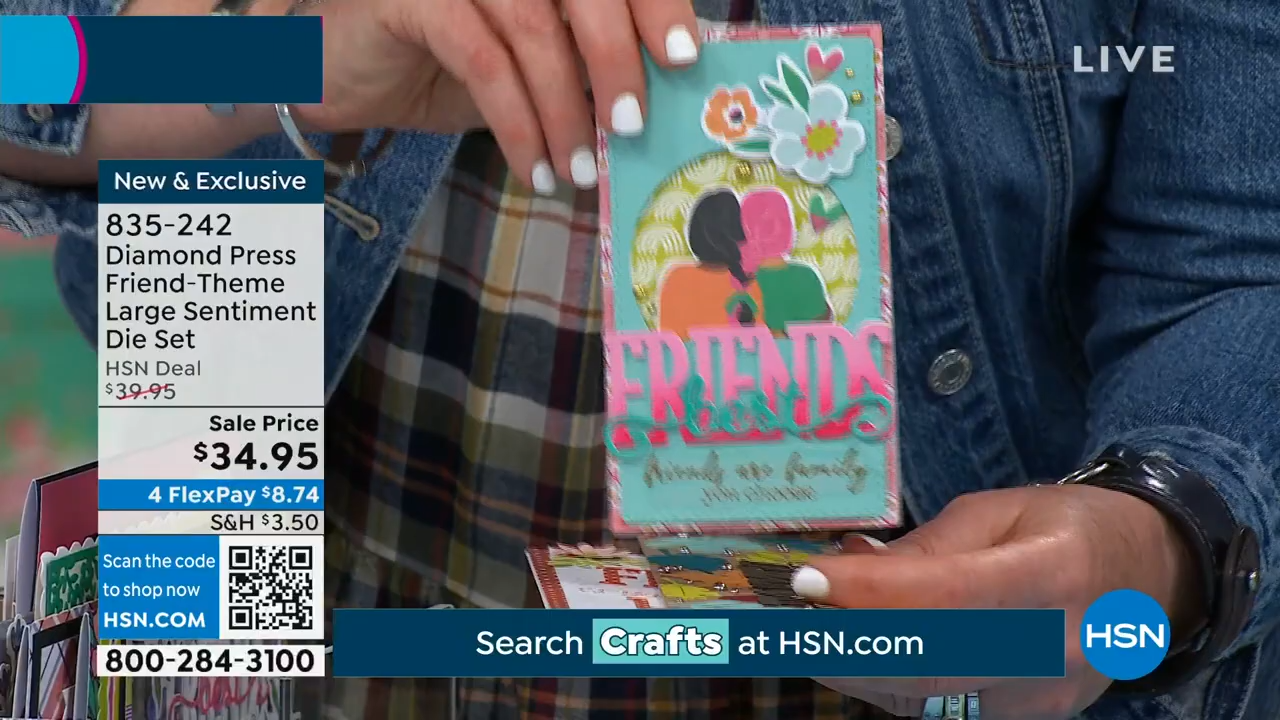 LIVE
New & Exclusive
835-242
Diamond Press
Friend-Theme
Large Sentiment
Die Set
HSN Deal
$39.95
Sale Price
$34.95
4 FlexPay $8.74
S&H $3.50
Scan the code
to shop now
HSN.COM
800-284-3100
FRIENDS
best
friends are family
you choose
Search Crafts at HSN.com
HSN